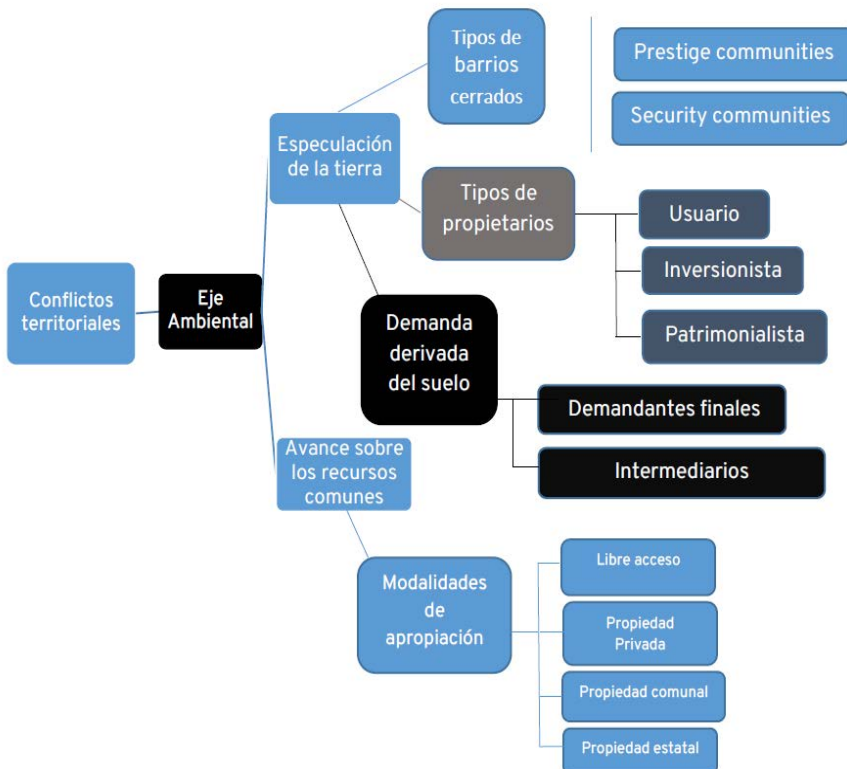 Conflictos
territoriales
Eje
Ambiental
Especulación
de la tierra
Tipos de
barrios
cerrados
Prestige communities
Security communities
Tipos de
propietarios
Usuario
Inversionista
Patrimonialista
Demanda
derivada
del suelo
Demandantes finales
Intermediarios
Avance sobre
los recursos
comunes
Modalidades
de
apropiación
Libre acceso
Propiedad
Privada
Propiedad comunal
Propiedad estatal